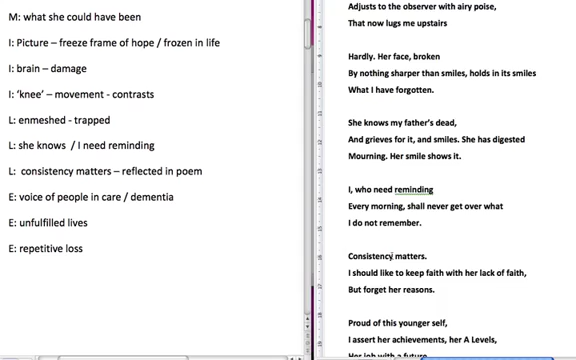 M: what she could have been
I: Picture – freeze frame of hope / frozen in life
I: brain – damage
I: ‘knee’ – movement - contrasts
L: enmeshed - trapped
L: she knows  / I need reminding
L:  consistency matters – reflected in poem
E: voice of people in care / dementia
E: unfulfilled lives
E: repetitive loss
Adjusts to the observer with airy poise,
That now lugs me upstairs
Hardly. Her face, broken
By nothing sharper than smiles, holds in its smiles
What I have forgotten.
She knows my father’s dead,
And grieves for it, and smiles. She has digested
Mourning. Her smile shows it.
I, who need reminding
Every morning, shall never get over what
I do not remember.
Consistency matters.
I should like to keep faith with her lack of faith,
But forget her reasons.
Proud of this younger self,
I assert her achievements, her A Levels,
Her job with a future.